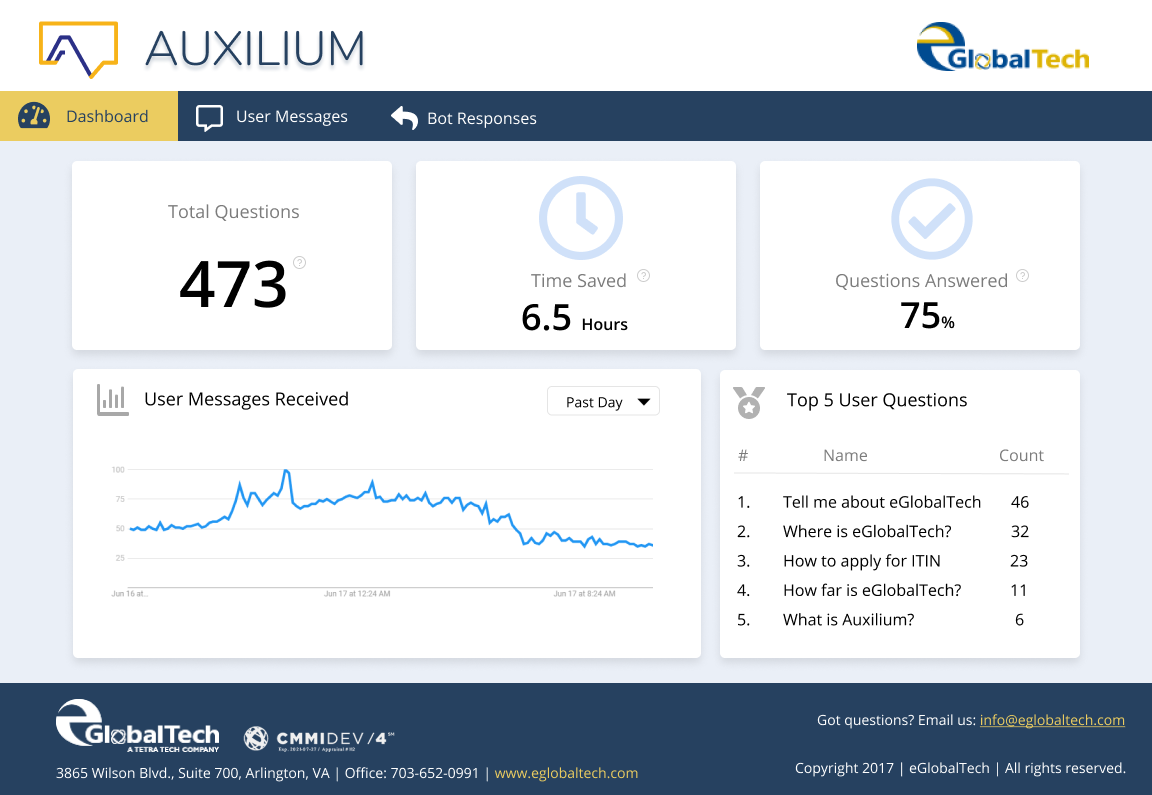 AUXILIUM
eGlobalTech
Dashboard
User Messages
Bot Responses
Total Questions
473
?
Time Saved ?
6.5 Hours
Questions Answered ?
75%
User Messages Received
Past Day
100
75
50
25
Jun 16 at..
Jun 17 at 12:24 AM
Jun 17 at 8:24 AM
Top 5 User Questions
# Name Count
1. Tell me about eGlobalTech 46
2. Where is eGlobalTech? 32
3. How to apply for ITIN 23
4. How far is eGlobalTech? 11
5. What is Auxilium? 6
eGlobalTech
A TETRA TECH COMPANY
CMMIDEV/4℠
3865 Wilson Blvd., Suite 700, Arlington, VA | Office: 703-652-0991 | www.eglobaltech.com
Got questions? Email us: info@eglobaltech.com
Copyright 2017 | eGlobalTech | All rights reserved.